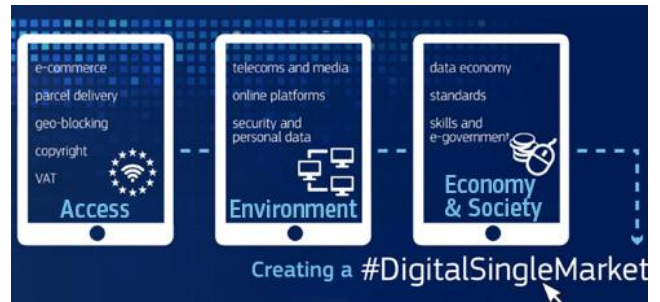 e-commerce
parcel delivery
geo-blocking
copyright
VAT
Access
telecoms and media
online platforms
security and
personal data
Environment
data economy
standards
skills and
e-government
Economy
& Society
Creating a #DigitalSingleMarket